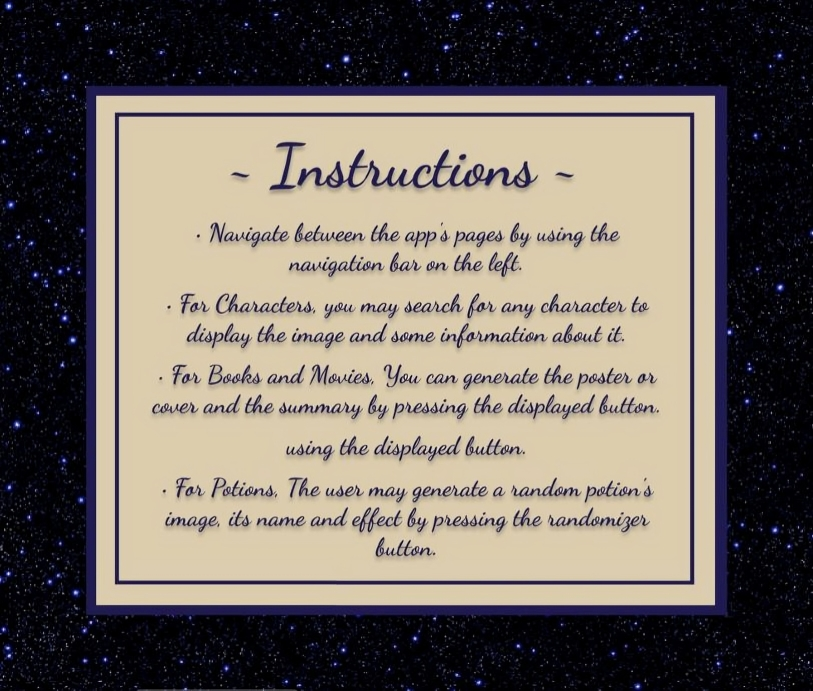 ~ Instructions ~
· Navigate between the app's pages by using the
navigation bar on the left.
· For Characters, you may search for any character to
display the image and some information about it.
· For Books and Movies, You can generate the poster or
cover and the summary by pressing the displayed button.
using the displayed button.
· For Potions, The user may generate a random potion's
image, its name and effect by pressing the randomizer
button.